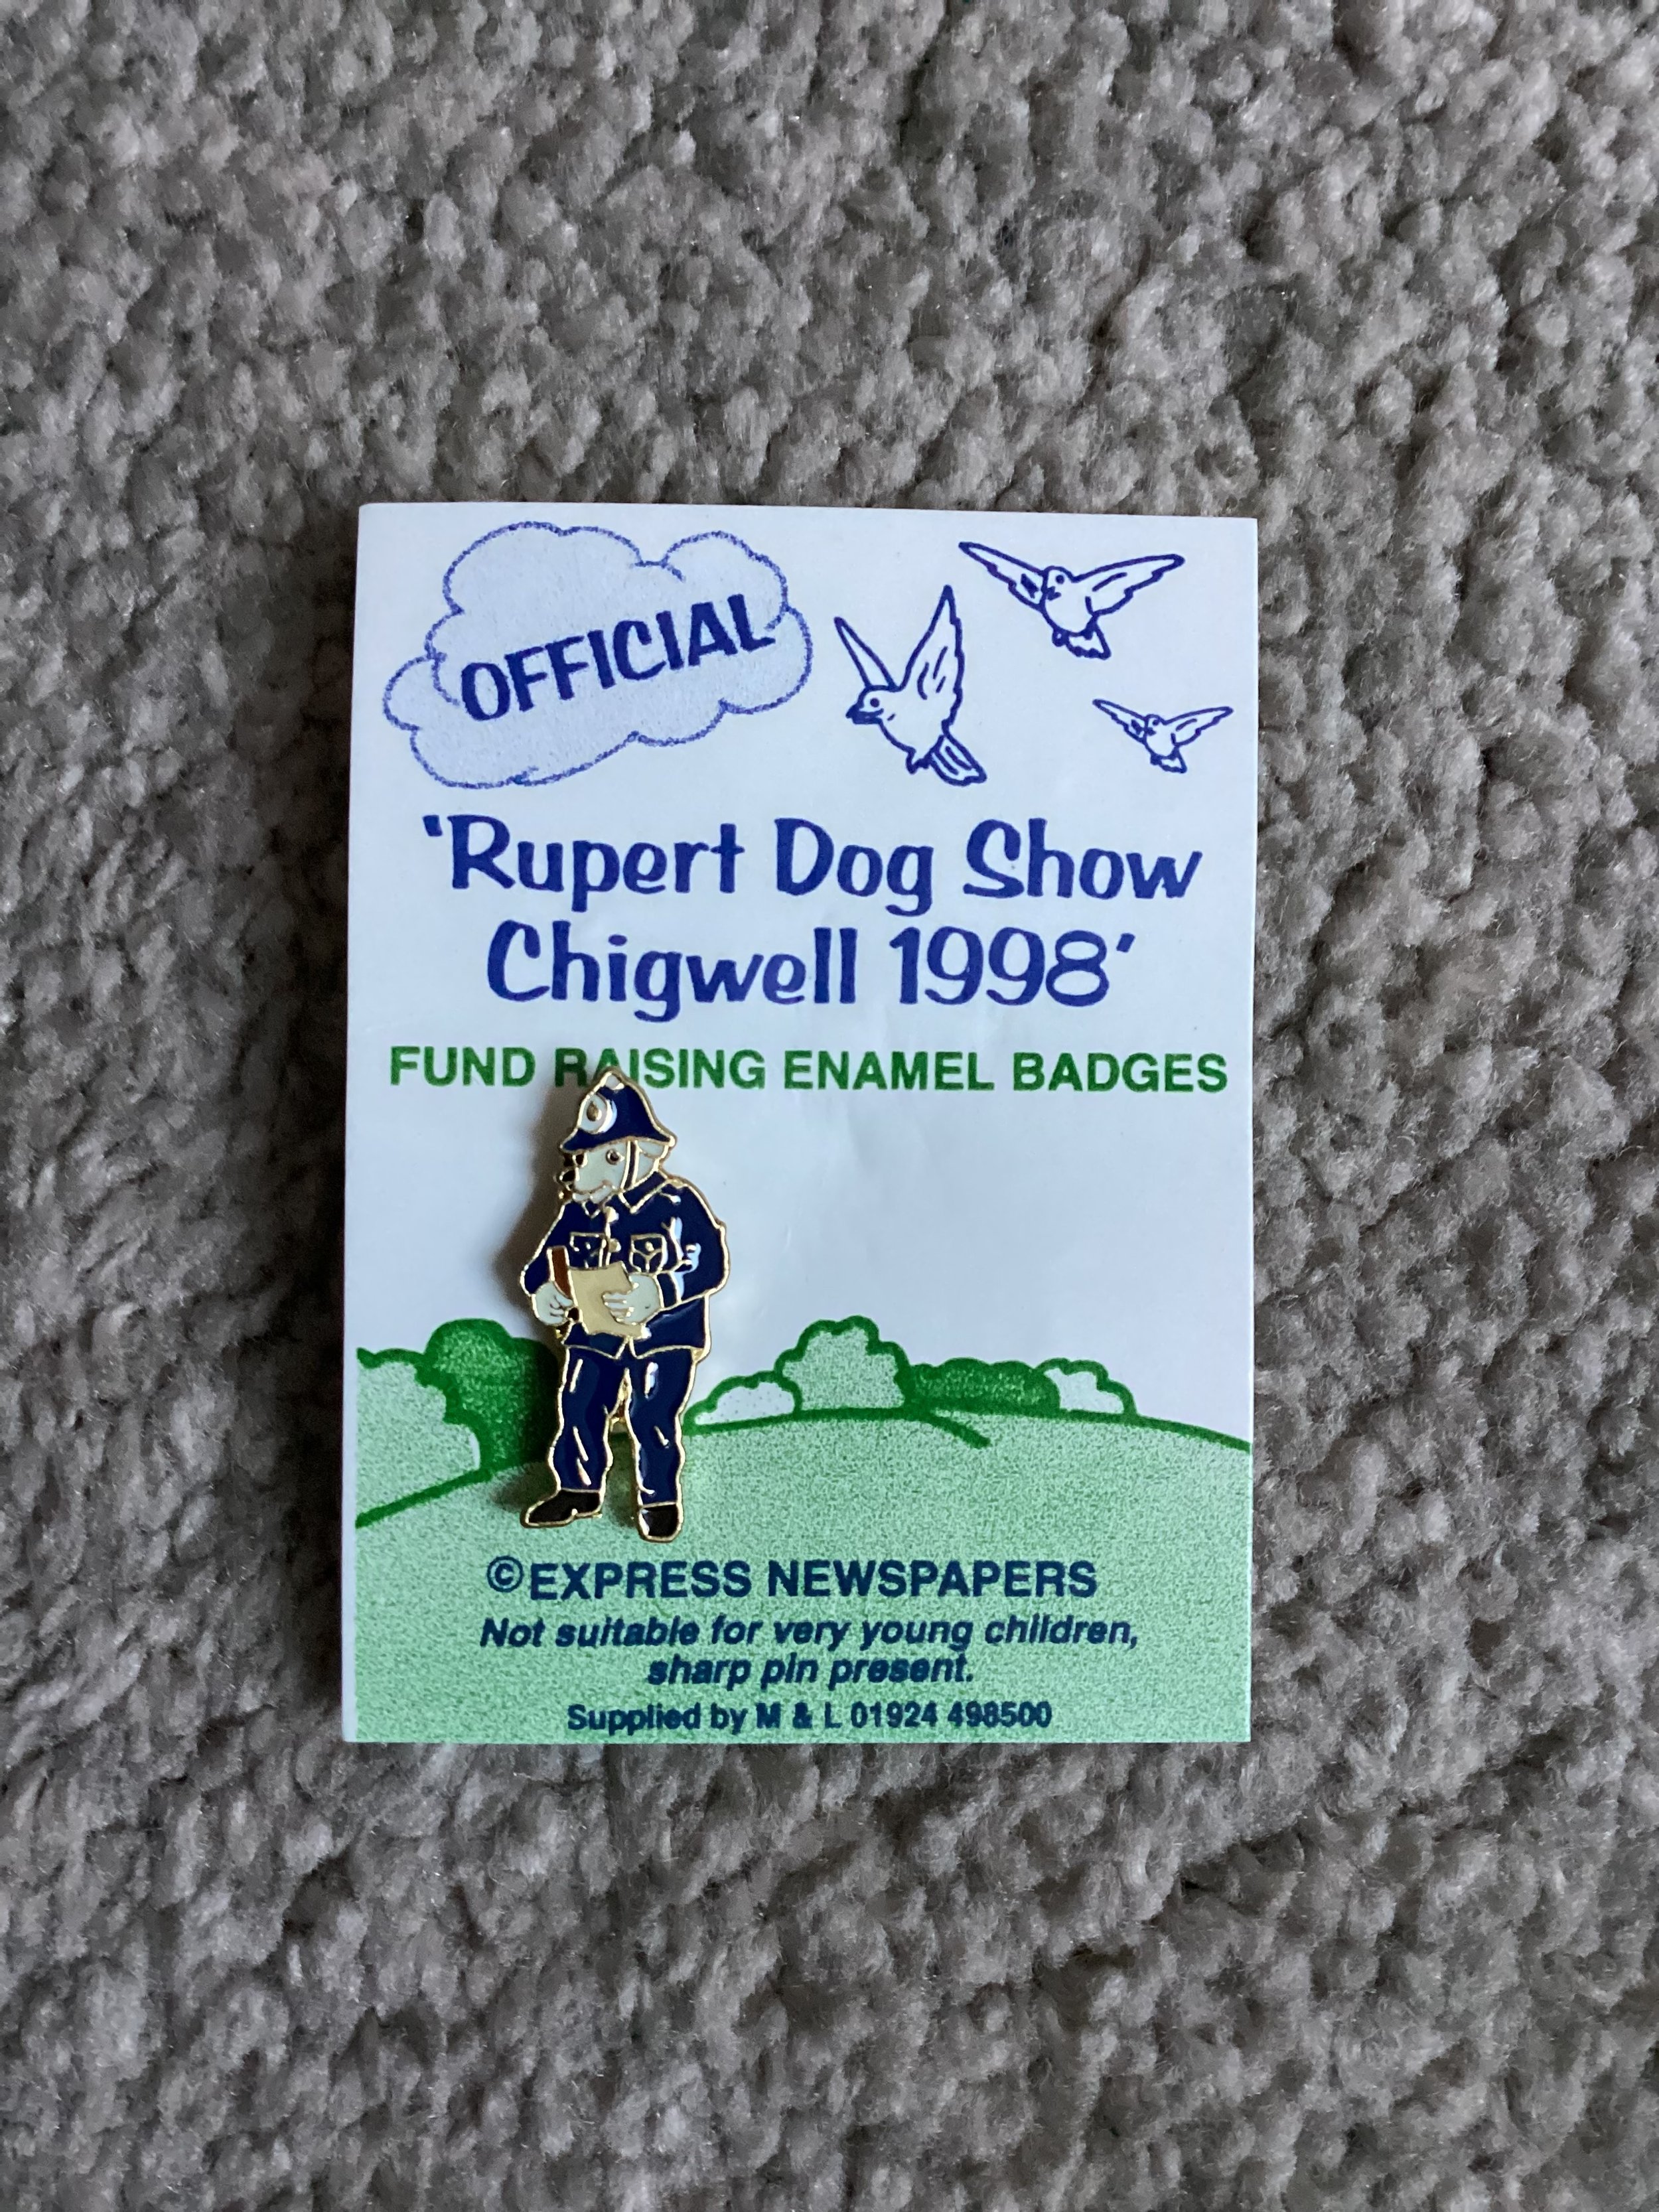 OFFICIAL
'Rupert Dog Show
Chigwell 1998'
FUND RAISING ENAMEL BADGES
©EXPRESS NEWSPAPERS
Not suitable for very young children,
sharp pin present.
Supplied by M & L 01924 498500